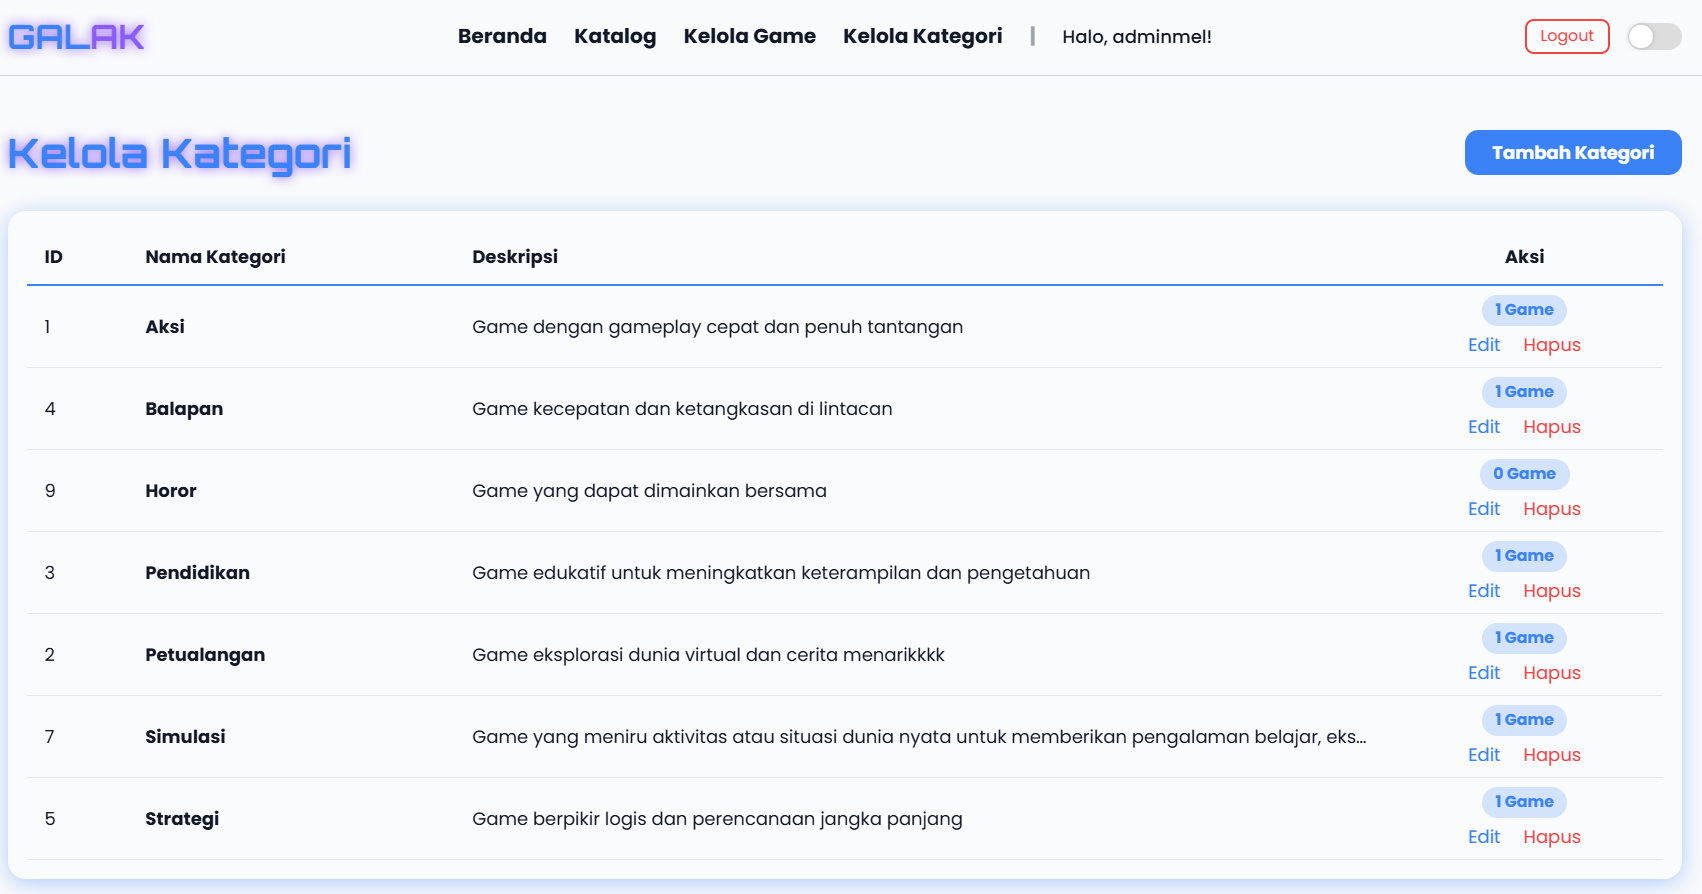 GALAK
Beranda Katalog Kelola Game Kelola Kategori | Halo, adminmel!
Logout
Kelola Kategori
Tambah Kategori
ID Nama Kategori Deskripsi Aksi
1 Aksi Game dengan gameplay cepat dan penuh tantangan
1 Game
Edit Hapus
4 Balapan Game kecepatan dan ketangkasan di lintacan
1 Game
Edit Hapus
9 Horor Game yang dapat dimainkan bersama
0 Game
Edit Hapus
3 Pendidikan Game edukatif untuk meningkatkan keterampilan dan pengetahuan
1 Game
Edit Hapus
2 Petualangan Game eksplorasi dunia virtual dan cerita menarikkkk
1 Game
Edit Hapus
7 Simulasi Game yang meniru aktivitas atau situasi dunia nyata untuk memberikan pengalaman belajar, eks...
1 Game
Edit Hapus
5 Strategi Game berpikir logis dan perencanaan jangka panjang
1 Game
Edit Hapus